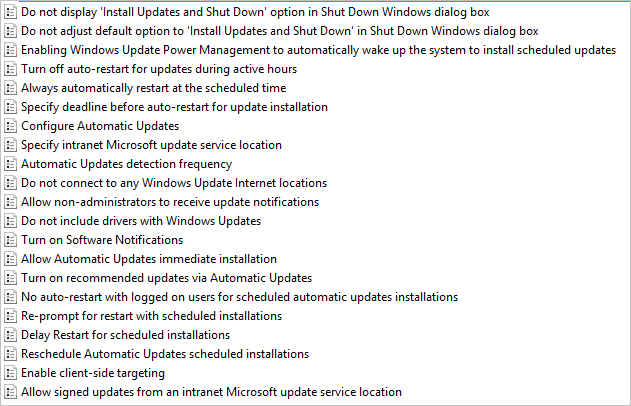 Do not display 'Install Updates and Shut Down' option in Shut Down Windows dialog box
Do not adjust default option to 'Install Updates and Shut Down' in Shut Down Windows dialog box
Enabling Windows Update Power Management to automatically wake up the system to install scheduled updates
Turn off auto-restart for updates during active hours
Always automatically restart at the scheduled time
Specify deadline before auto-restart for update installation
Configure Automatic Updates
Specify intranet Microsoft update service location
Automatic Updates detection frequency
Do not connect to any Windows Update Internet locations
Allow non-administrators to receive update notifications
Do not include drivers with Windows Updates
Turn on Software Notifications
Allow Automatic Updates immediate installation
Turn on recommended updates via Automatic Updates
No auto-restart with logged on users for scheduled automatic updates installations
Re-prompt for restart with scheduled installations
Delay Restart for scheduled installations
Reschedule Automatic Updates scheduled installations
Enable client-side targeting
Allow signed updates from an intranet Microsoft update service location